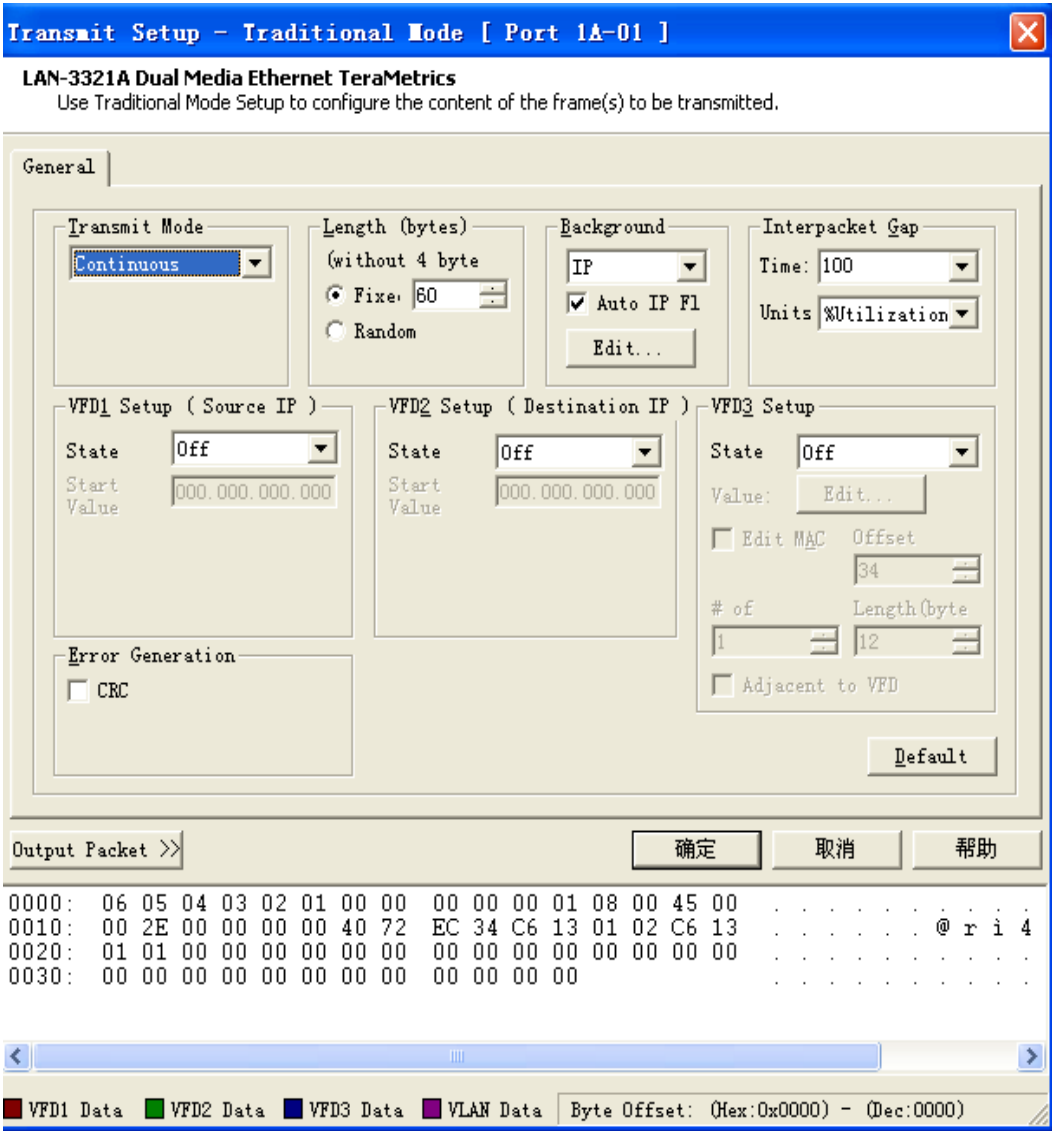 Transmit Setup - Traditional Mode [ Port 1A-01 ]
LAN-3321A Dual Media Ethernet TeraMetrics
Use Traditional Mode Setup to configure the content of the frame(s) to be transmitted.
General
Transmit Mode
Continuous
Length (bytes)
(without 4 byte
Fixe
60
Random
Background
IP
Auto IP Fl
Edit...
Interpacket Gap
Time: 100
Units %Utilization
VFD1 Setup ( Source IP )
State Off
Start Value 000.000.000.000
VFD2 Setup ( Destination IP )
State Off
Start Value 000.000.000.000
VFD3 Setup
State Off
Value: Edit...
Edit MAC Offset
34
# of Length(byte
1 12
Adjacent to VFD
Error Generation
CRC
Default
Output Packet >> 确定 取消 帮助
0000: 06 05 04 03 02 01 00 00 00 00 00 01 08 00 45 00 . . . . . . . . . .
0010: 00 2E 00 00 00 00 40 72 EC 34 C6 13 01 02 C6 13 . . . . . . @ r ì 4
0020: 01 01 00 00 00 00 00 00 00 00 00 00 00 00 00 00 . . . . . . . . . .
0030: 00 00 00 00 00 00 00 00 00 00 00 00 . . . . . . . . . .
VFD1 Data VFD2 Data VFD3 Data VLAN Data Byte Offset: (Hex:0x0000) - (Dec:0000)